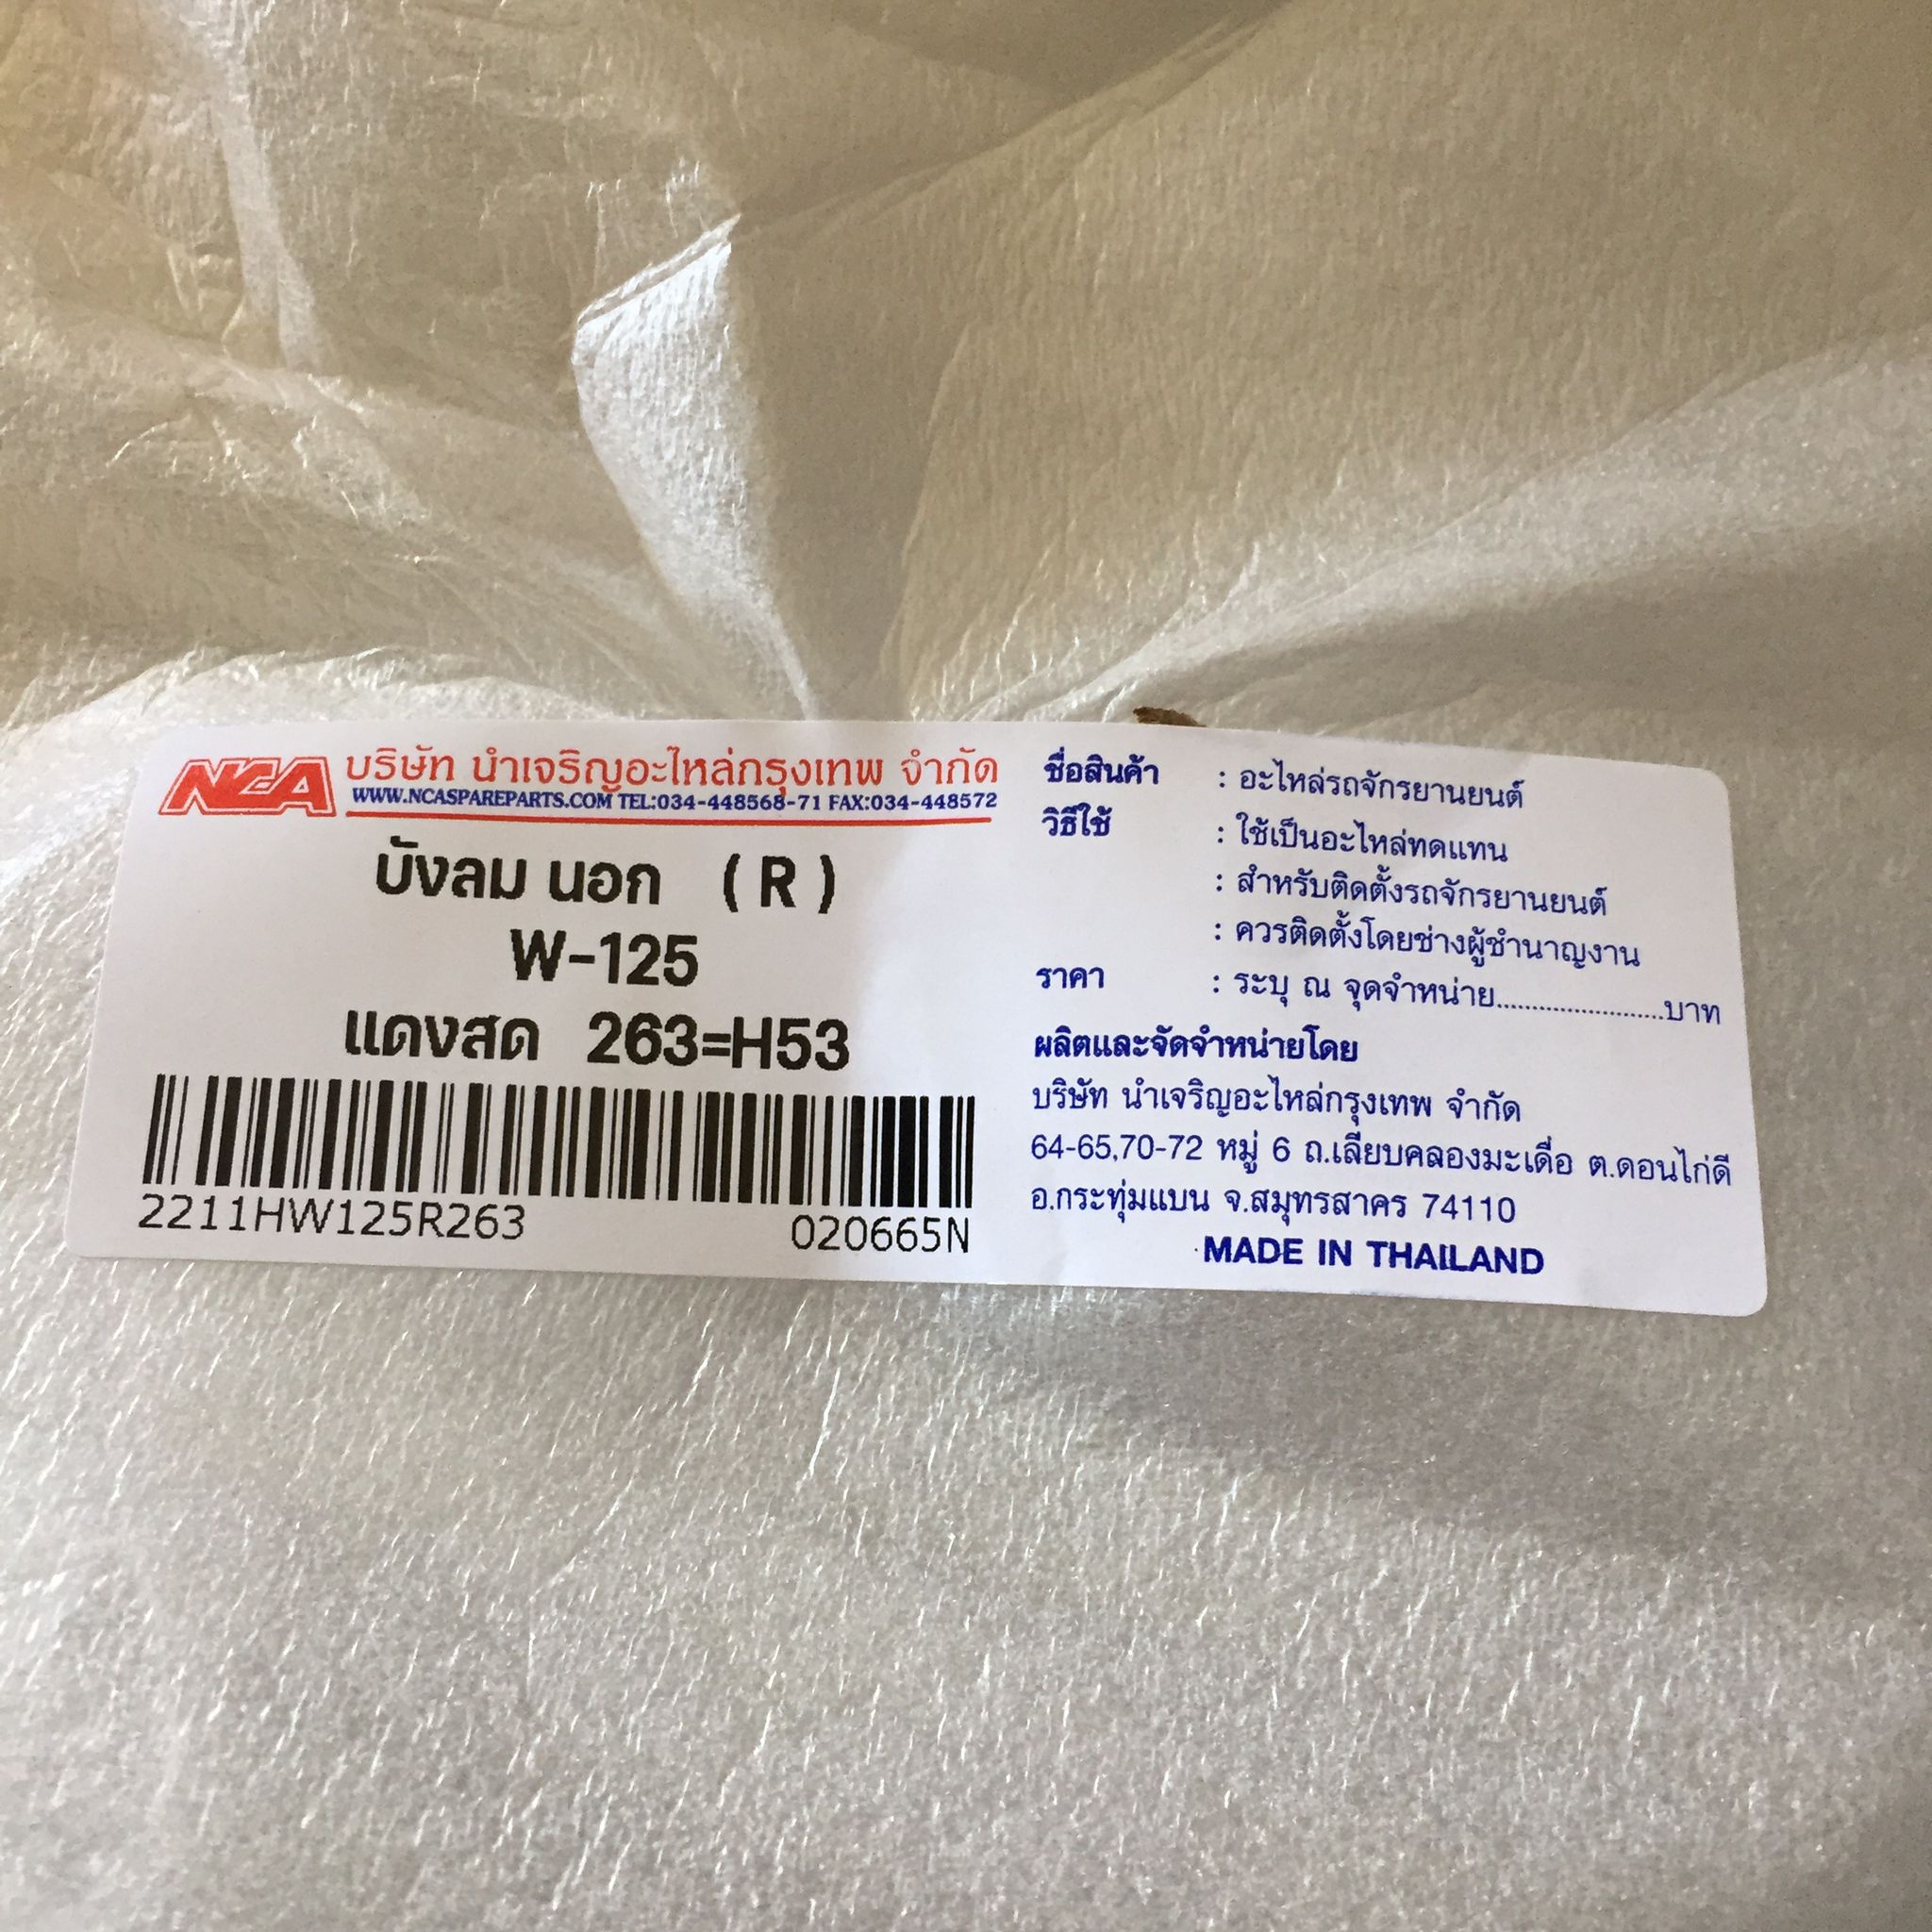 NCA บริษัท นำเจริญอะไหล่กรุงเทพ จำกัด
WWW.NCASPAREPARTS.COM TEL:034-448568-71 FAX:034-448572
บังลม นอก ( R )
W-125
แดงสด 263=H53
2211HW125R263 020665N
ชื่อสินค้า : อะไหล่รถจักรยานยนต์
วิธีใช้ : ใช้เป็นอะไหล่ทดแทน
: สำหรับติดตั้งรถจักรยานยนต์
: ควรติดตั้งโดยช่างผู้ชำนาญงาน
ราคา : ระบุ ณ จุดจำหน่าย........................บาท
ผลิตและจัดจำหน่ายโดย
บริษัท นำเจริญอะไหล่กรุงเทพ จำกัด
64-65,70-72 หมู่ 6 ถ.เลียบคลองมะเดื่อ ต.ดอนไก่ดี
อ.กระทุ่มแบน จ.สมุทรสาคร 74110
MADE IN THAILAND